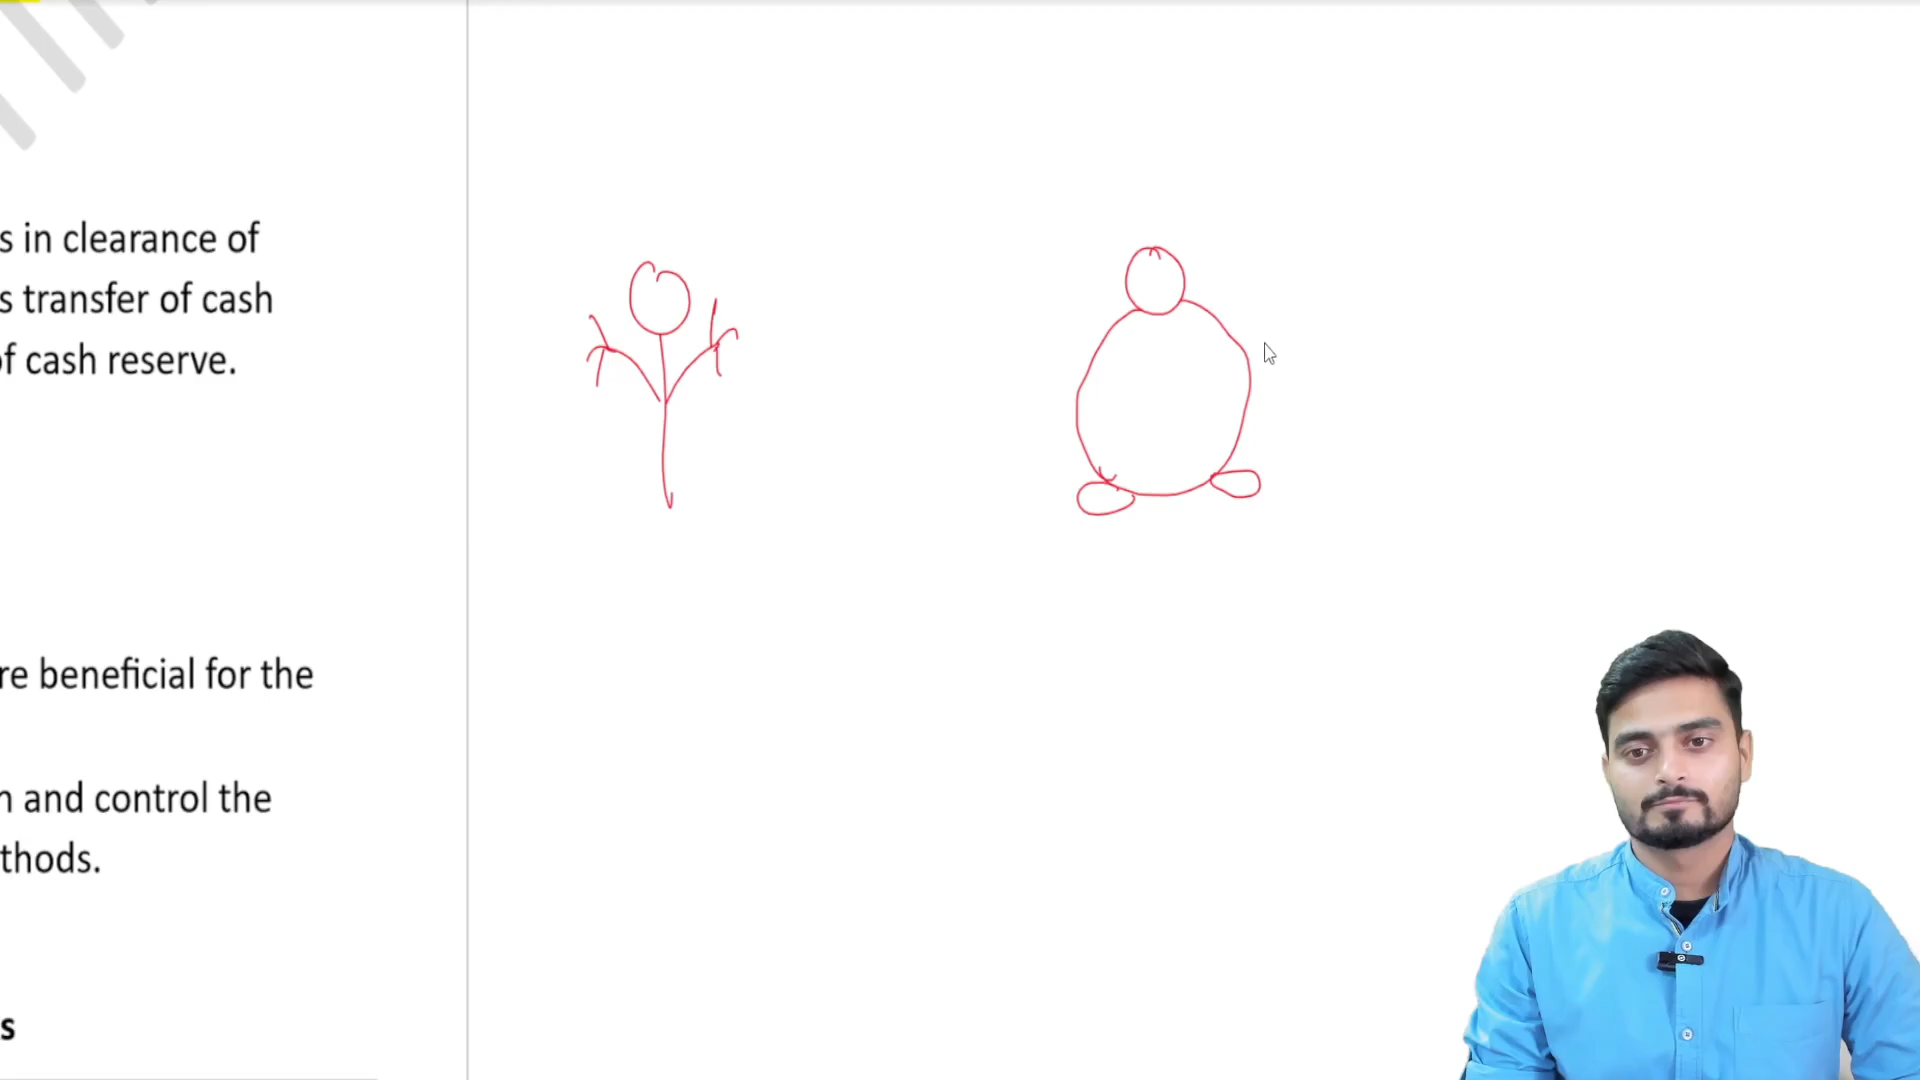 s in clearance of
s transfer of cash
of cash reserve.
re beneficial for the
n and control the
thods.
s